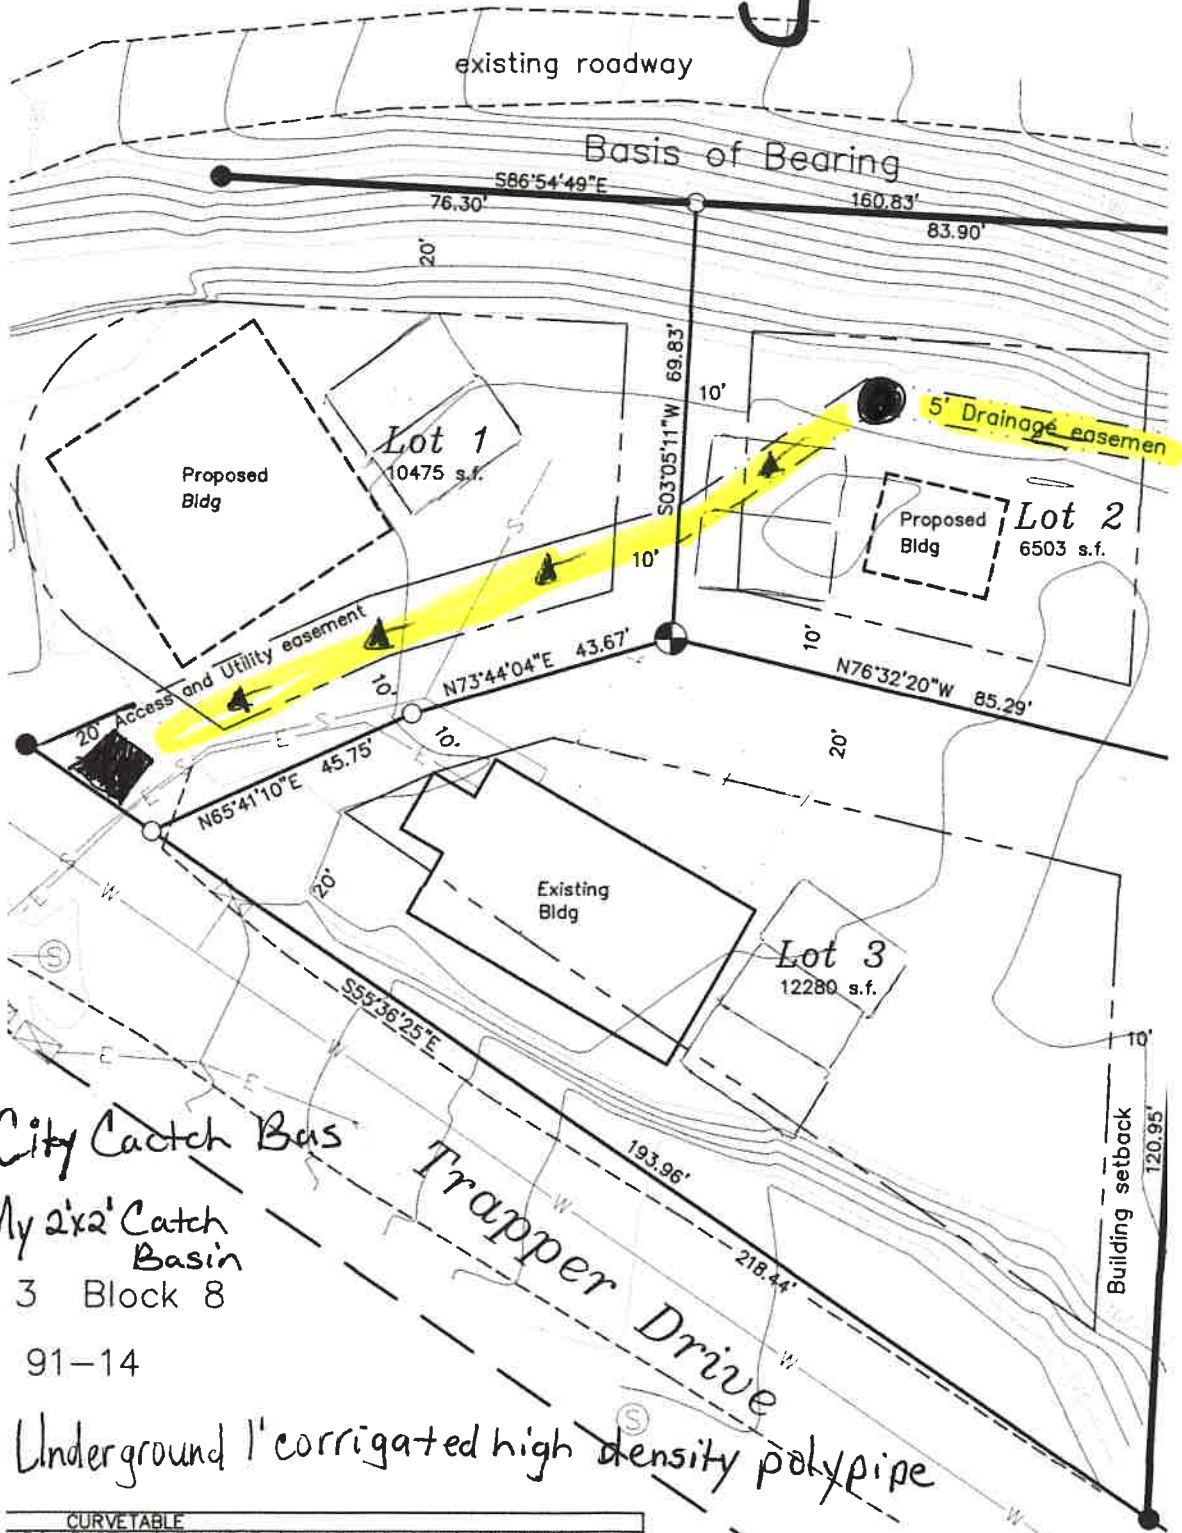 existing roadway
Basis of Bearing
S86°54'49"E
76.30'
160.83'
83.90'
20'
S03°05'11"W 69.83'
10'
5' Drainage easemen
Lot 1
10475 s.f.
Proposed
Bldg
Proposed
Bldg
Lot 2
6503 s.f.
S
10'
10'
20' Access and Utility easement
10'
N73°44'04"E 43.67'
N76°32'20"W 85.29'
20'
10'
N65°41'10"E 45.75'
E
S
E
S
E
E
S
E
W
20'
Existing
Bldg
Lot 3
12280 s.f.
S
S55°36'25"E
W
E
E
10'
City Cactch Bas
My 2'x2' Catch
Basin
3 Block 8
91-14
Trapper Drive
193.96'
218.44'
W
W
W
S
Building setback
120.95'
Underground 1' corrigated high density polypipe
CURVETABLE